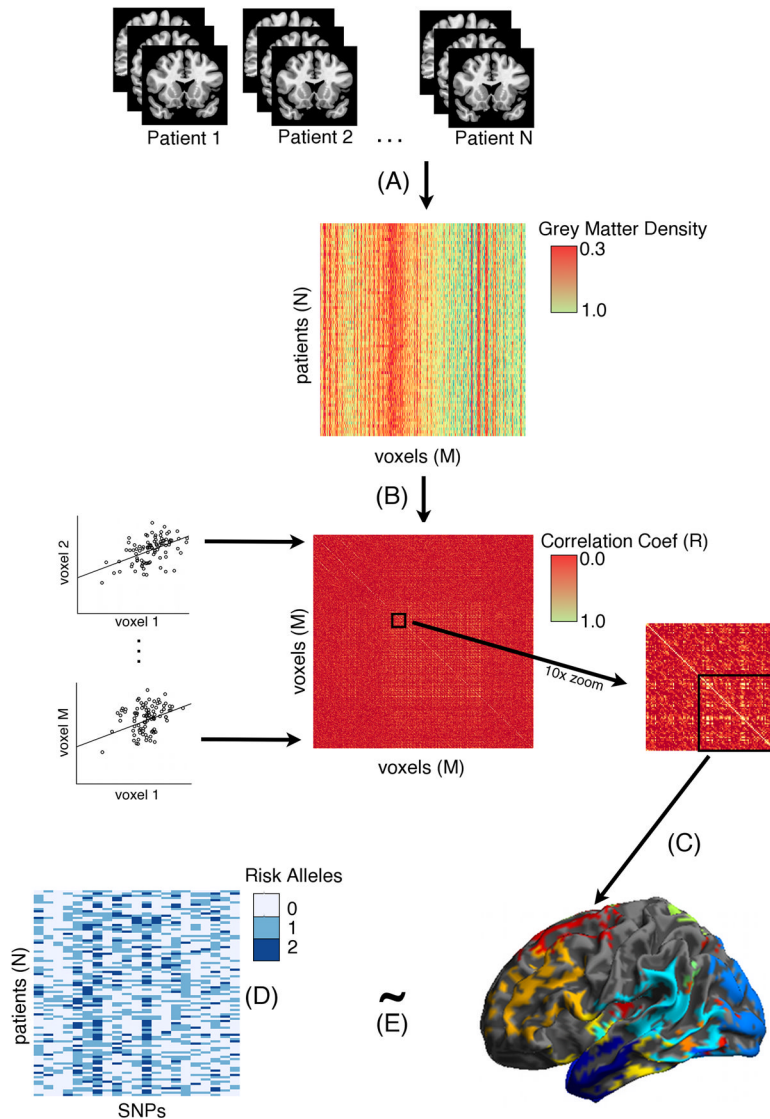 Patient 1
Patient 2
...
Patient N
(A)
Grey Matter Density
0.3
1.0
patients (N)
voxels (M)
(B)
voxel 2
voxel 1
...
voxel M
voxel 1
Correlation Coef (R)
0.0
1.0
voxels (M)
voxels (M)
10x zoom
(C)
Risk Alleles
0
1
2
patients (N)
SNPs
(D)
~
(E)